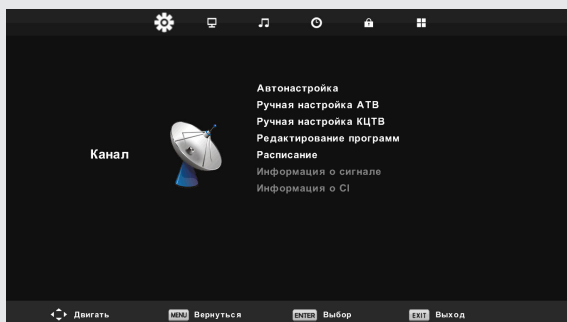 Автонастройка
Ручная настройка АТВ
Ручная настройка КЦТВ
Редактирование программ
Канал
Расписание
Информация о сигнале
Информация о CI
Двигать MENU Вернуться ENTER Выбор EXIT Выход